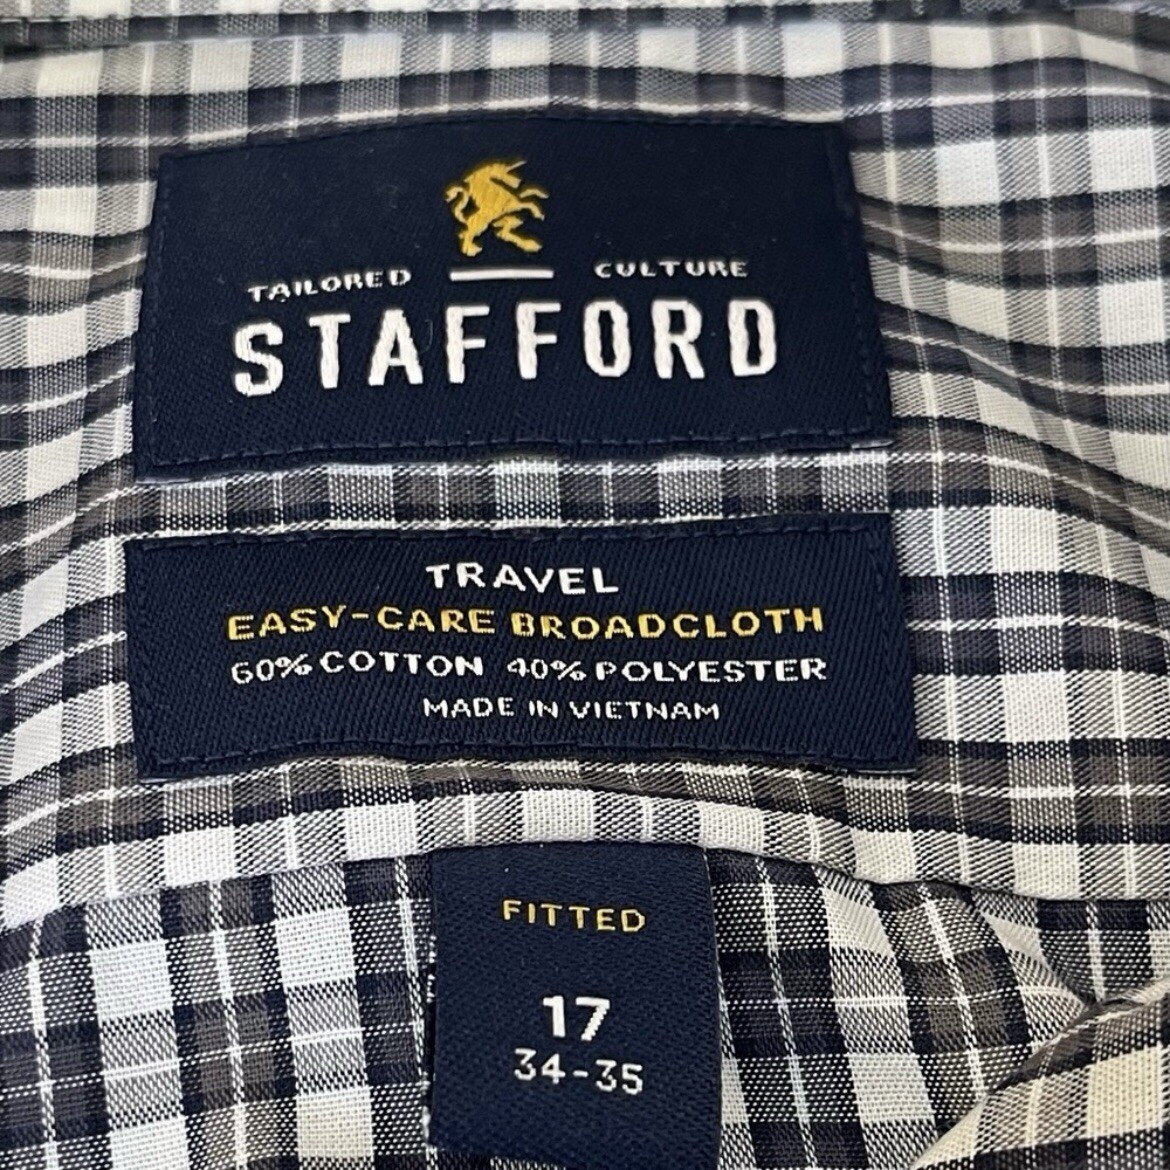 TAILORED CULTURE
STAFFORD
TRAVEL
EASY-CARE BROADCLOTH
60% COTTON 40% POLYESTER
MADE IN VIETNAM
FITTED
17
34-35